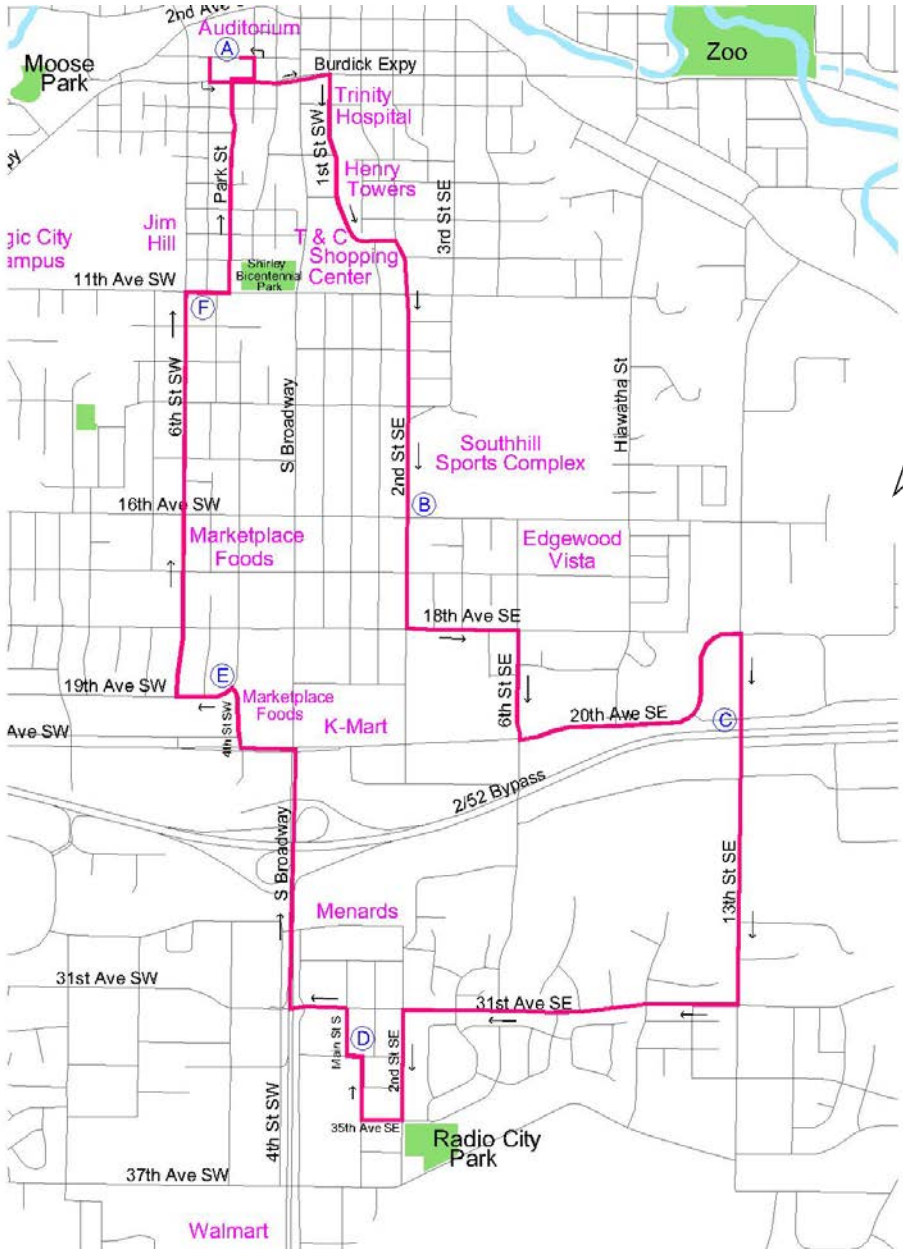 2nd Ave
Auditorium
A
Burdick Expy
Moose
Park
Zoo
Trinity
Hospital
1st St SW
Park St
Henry
Towers
3rd St SE
Jim
Hill
T & C
Shopping
Center
gic City
ampus
Shirley
Bicentennial
Park
11th Ave SW
F
6th St SW
S Broadway
2nd St SE
Hiawatha St
Southhill
Sports Complex
16th Ave SW
B
Marketplace
Foods
Edgewood
Vista
18th Ave SE
E
19th Ave SW
Marketplace
Foods
4th St SW
K-Mart
6th St SE
20th Ave SE
C
Ave SW
2/52 Bypass
S Broadway
13th St SE
Menards
31st Ave SW
31st Ave SE
Main St S
D
2nd St SE
4th St SW
35th Ave SE
Radio City
Park
37th Ave SW
Walmart